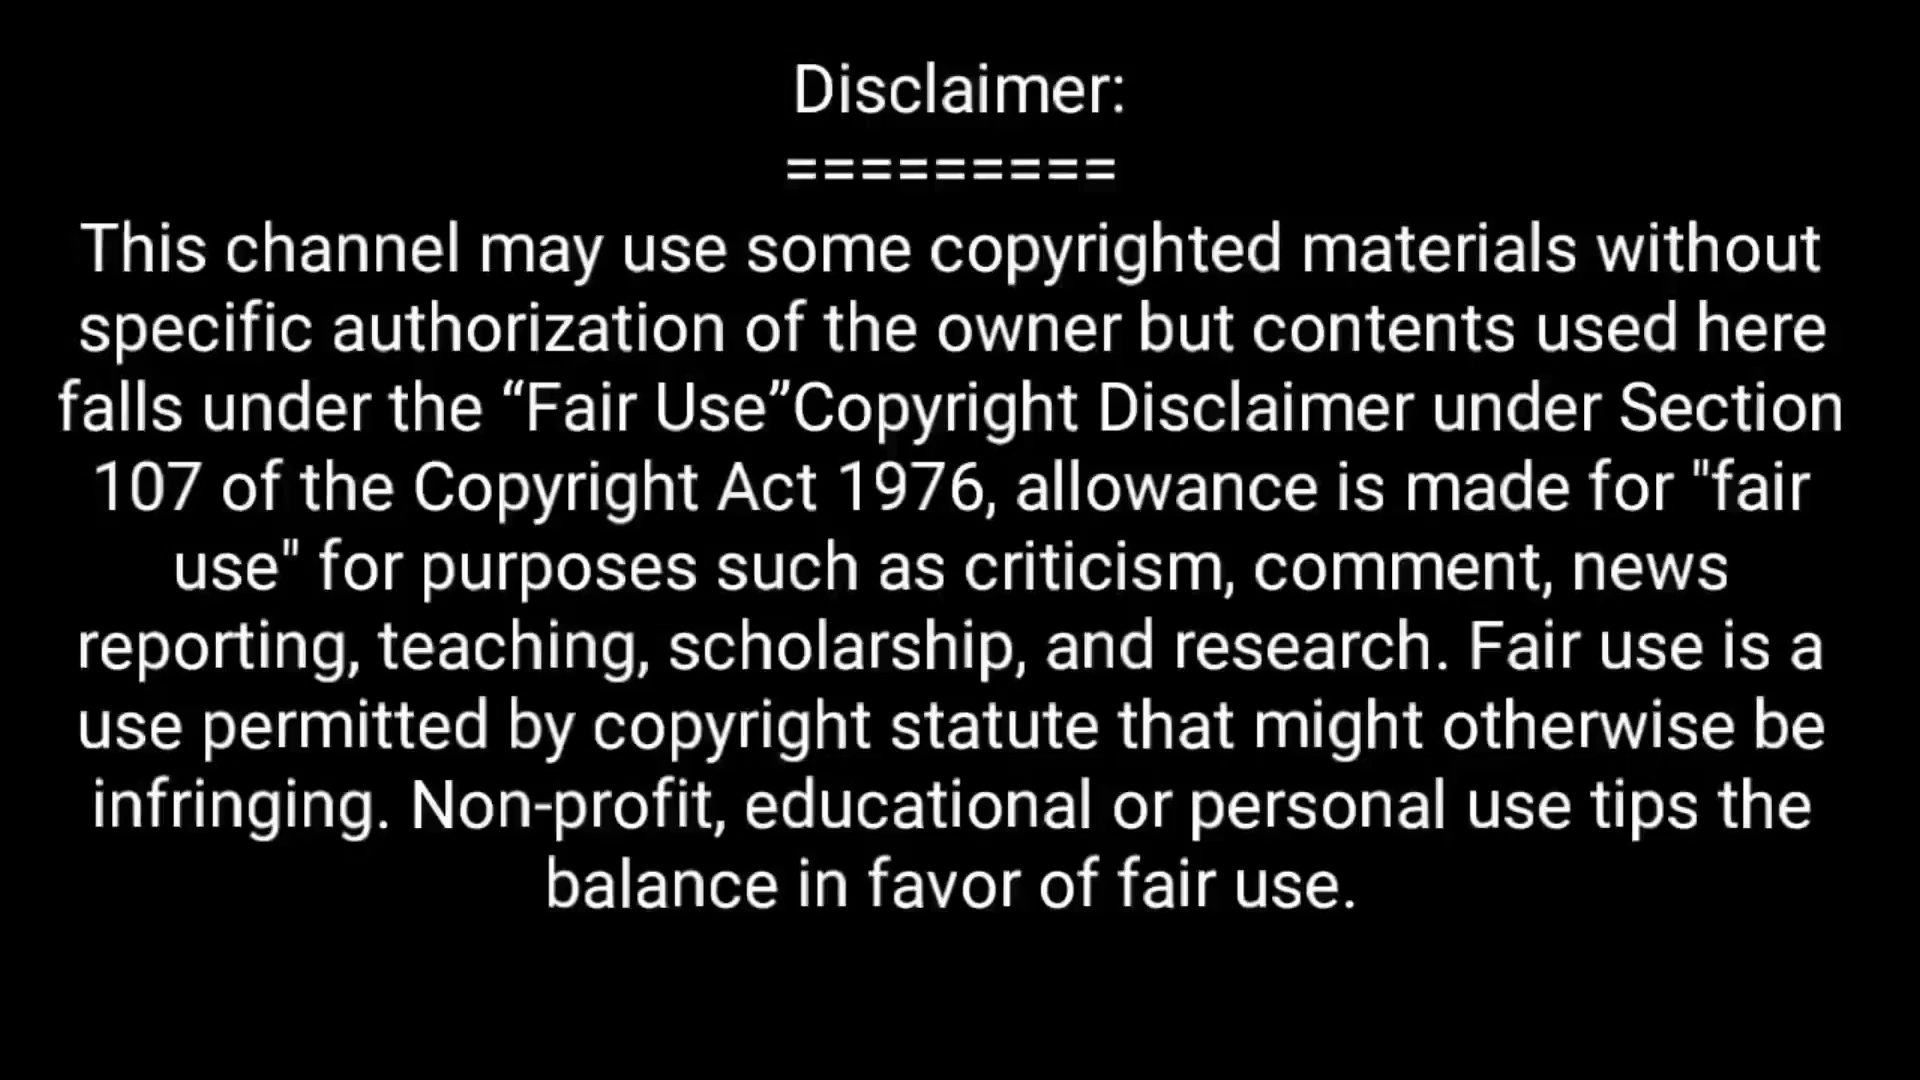 Disclaimer:
=========
This channel may use some copyrighted materials without
specific authorization of the owner but contents used here
falls under the “Fair Use”Copyright Disclaimer under Section
107 of the Copyright Act 1976, allowance is made for "fair
use" for purposes such as criticism, comment, news
reporting, teaching, scholarship, and research. Fair use is a
use permitted by copyright statute that might otherwise be
infringing. Non-profit, educational or personal use tips the
balance in favor of fair use.